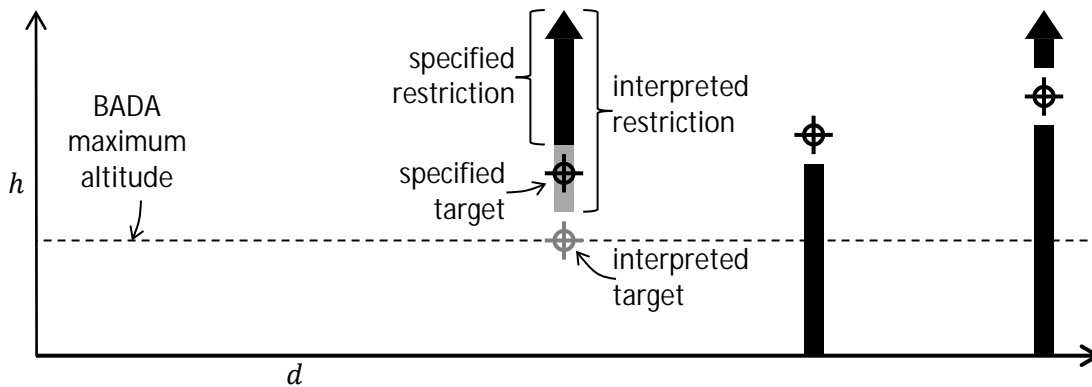 specified
restriction
interpreted
restriction
BADA
maximum
altitude
h
specified
target
interpreted
target
d